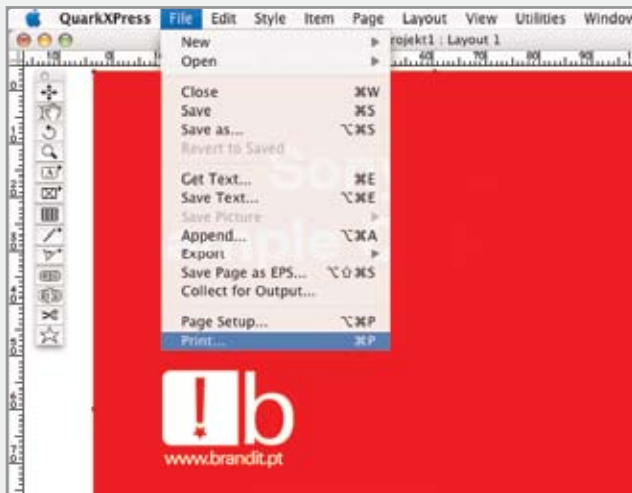 QuarkXPress File Edit Style Item Page Layout View Utilities Window
rojekt1 : Layout 1
New
Open
Close ⌘W
Save ⌘S
Save as... ⌥⌘S
Revert to Saved
Get Text... ⌘E
Save Text... ⌥⌘E
Save Picture
Append... ⌥⌘A
Export
Save Page as EPS... ⌥⇧⌘S
Collect for Output...
Page Setup... ⌥⌘P
Print... ⌘P
!b
www.brandit.pt